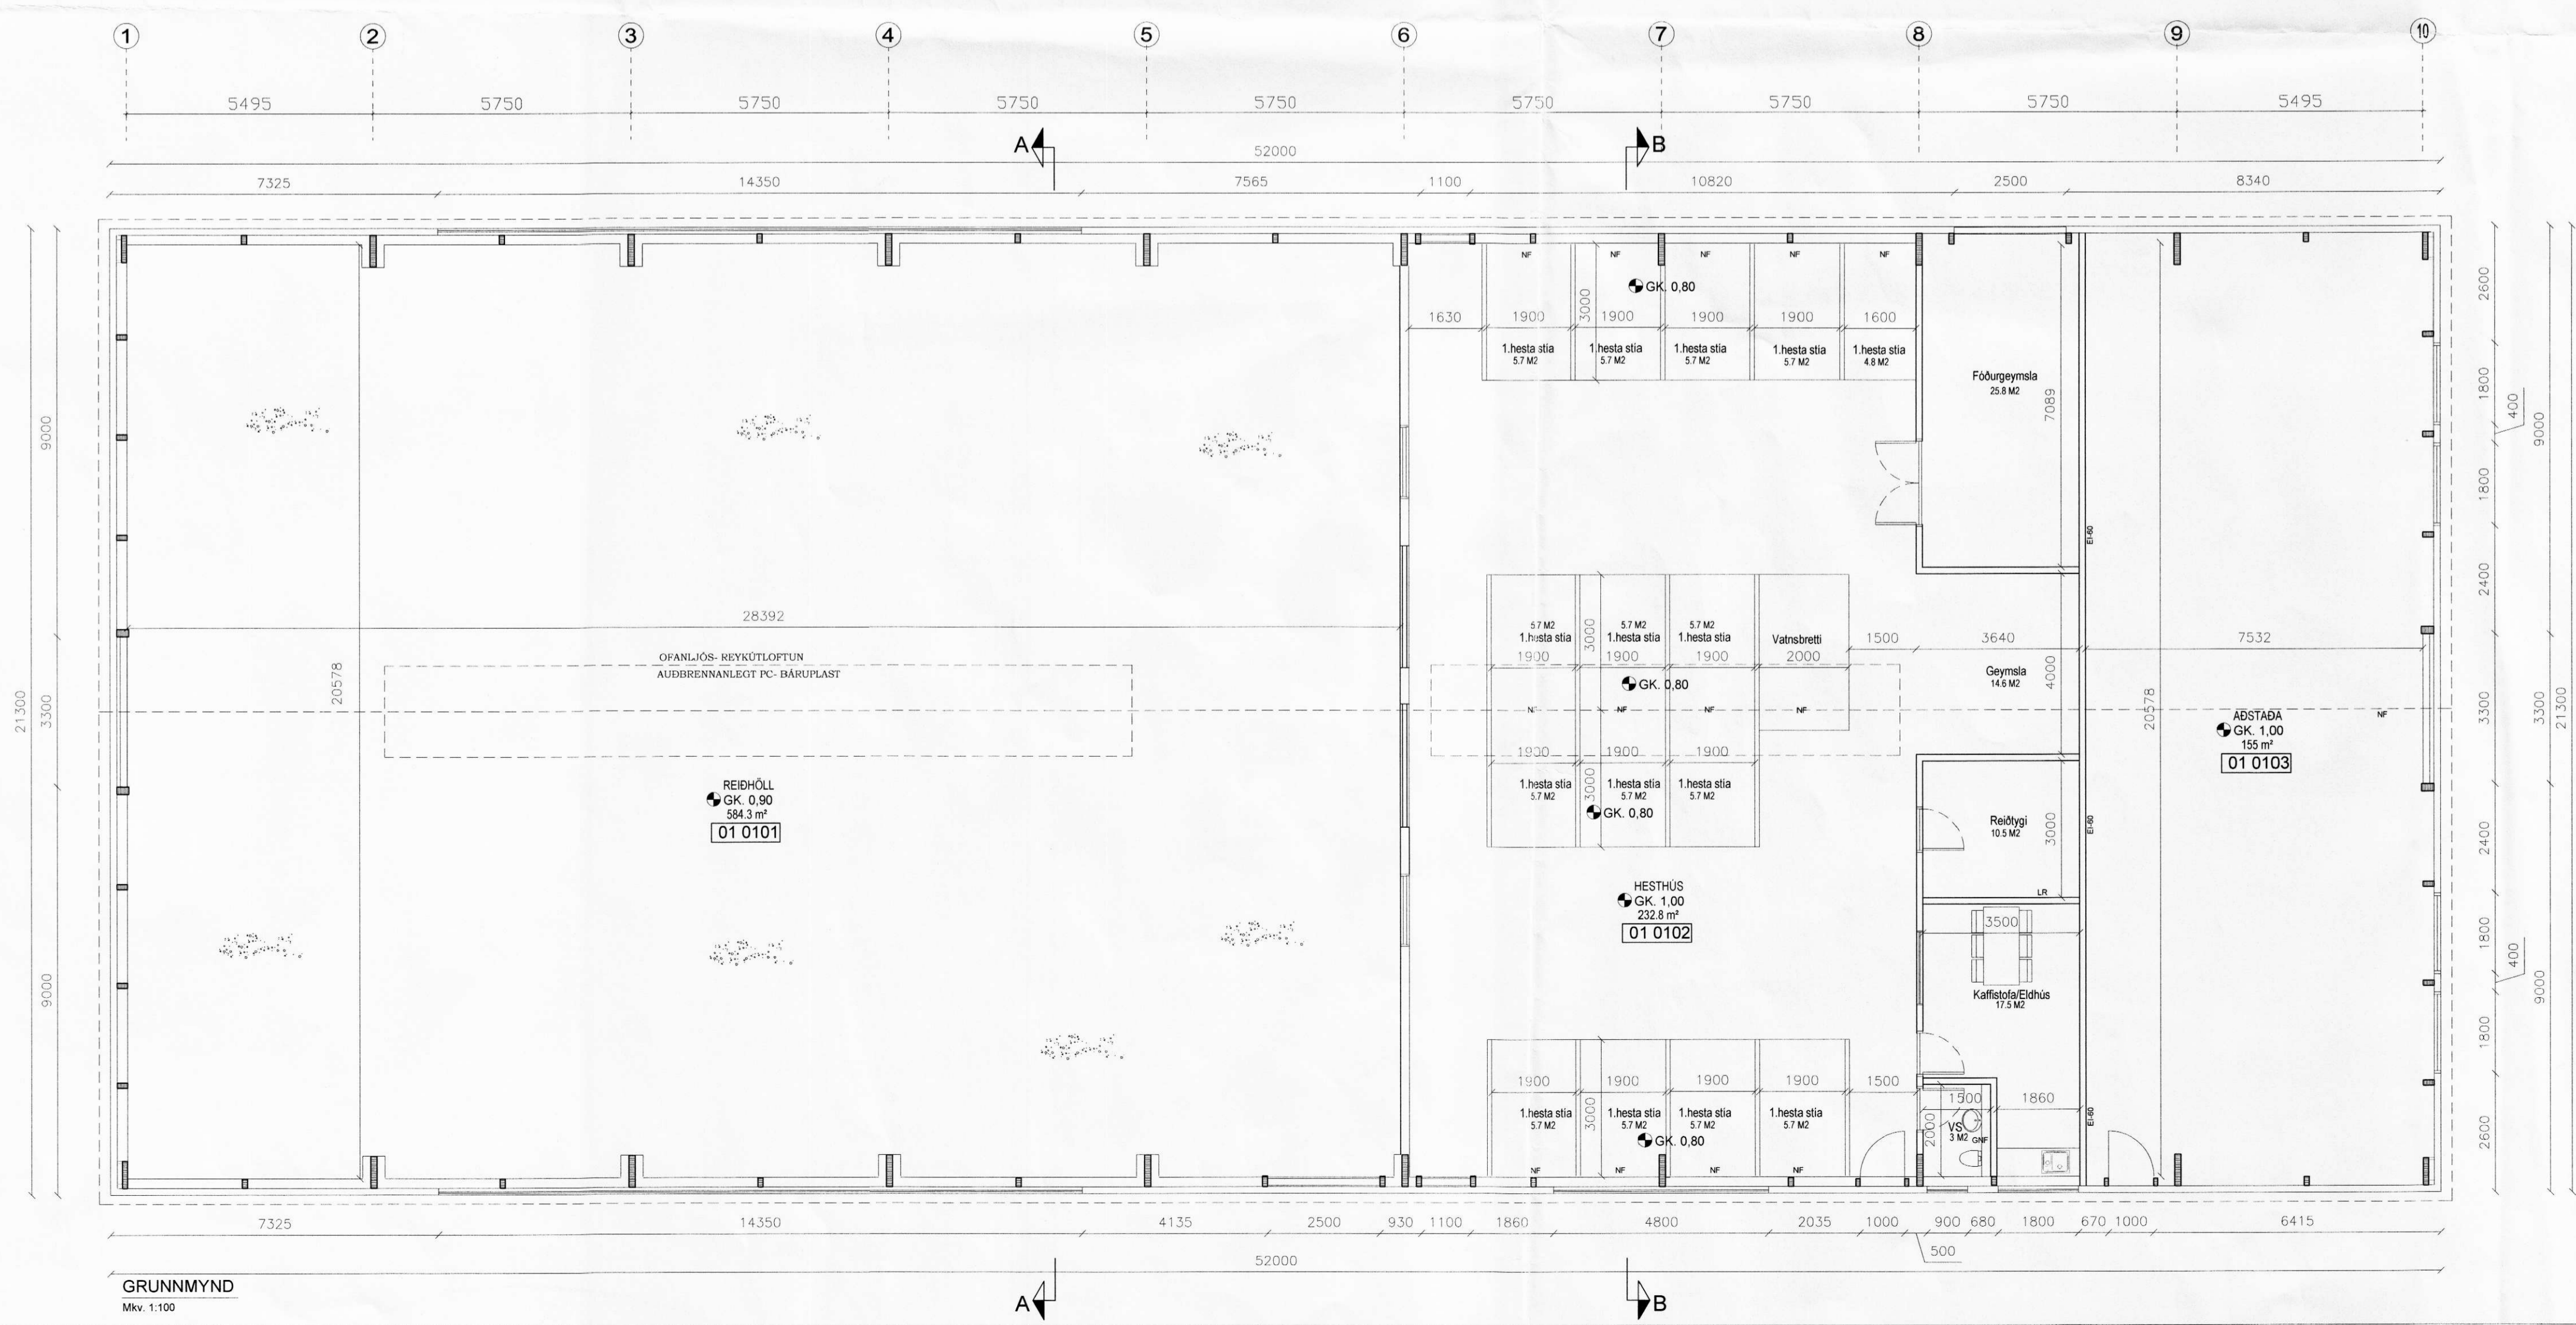 1 2 3 4 5 6 7 8 9 10
5495 5750 5750 5750 5750 5750 5750 5750 5495
A B
52000
7325 14350 7565 1100 10820 2500 8340
NF NF NF NF NF
GK. 0,80
3000
1630 1900 1900 1900 1900 1600
1.hesta stia 1.hesta stia 1.hesta stia 1.hesta stia 1.hesta stia
5.7 M2 5.7 M2 5.7 M2 5.7 M2 4.8 M2
Fóðurgeymsla
25.8 M2
7089
2600
1800
400
9000
9000
1800
EI-60
2400
28392
OFANLJÓS- REYKÚTLOFTUN
AUÐBRENNANLEGT PC- BÁRUPLAST
20578
21300
3300
5.7 M2 5.7 M2 5.7 M2
1.hesta stia 1.hesta stia 1.hesta stia Vatnsbretti
3000
1900 1900 1900 2000 1500 3640 7532
GK. 0,80
Geymsla
14.6 M2
4000
NF NF NF
1900 1900 1900
20578
AÐSTAÐA
GK. 1,00
155 m²
01 0103
NF
3300
3300
21300
REIÐHÖLL
GK. 0,90
584.3 m²
01 0101
1.hesta stia 1.hesta stia 1.hesta stia
5.7 M2 5.7 M2 5.7 M2
3000
GK. 0,80
Reiðtygi
10.5 M2
3000
EI-60
2400
LR
HESTHÚS
GK. 1,00
232.8 m²
01 0102
3500
Kaffistofa/Eldhús
17.5 M2
1800
400
9000
9000
1800
1900 1900 1900 1900 1500
1.hesta stia 1.hesta stia 1.hesta stia 1.hesta stia
5.7 M2 5.7 M2 5.7 M2 5.7 M2
3000
GK. 0,80
NF NF NF NF
1500 1860
2000
VS
3 M2 GNF
EI-60
2600
7325 14350 4135 2500 930 1100 1860 4800 2035 1000 900 680 1800 670 1000 6415
500
52000
A B
GRUNNMYND
Mkv. 1:100